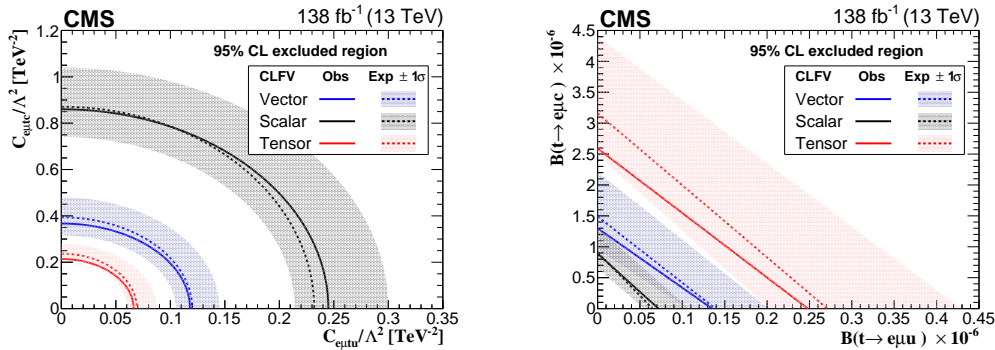 CMS 138 fb⁻¹ (13 TeV)
95% CL excluded region
CLFV Obs Exp ± 1σ
Vector
Scalar
Tensor
C_eμtc/Λ² [TeV⁻²]
1.2
1
0.8
0.6
0.4
0.2
0
0 0.05 0.1 0.15 0.2 0.25 0.3 0.35
C_eμtu/Λ² [TeV⁻²]
CMS 138 fb⁻¹ (13 TeV)
95% CL excluded region
CLFV Obs Exp ± 1σ
Vector
Scalar
Tensor
B(t→ eμc) ×10⁻⁶
4.5
4
3.5
3
2.5
2
1.5
1
0.5
0
0 0.05 0.1 0.15 0.2 0.25 0.3 0.35 0.4 0.45
B(t→ eμu) ×10⁻⁶